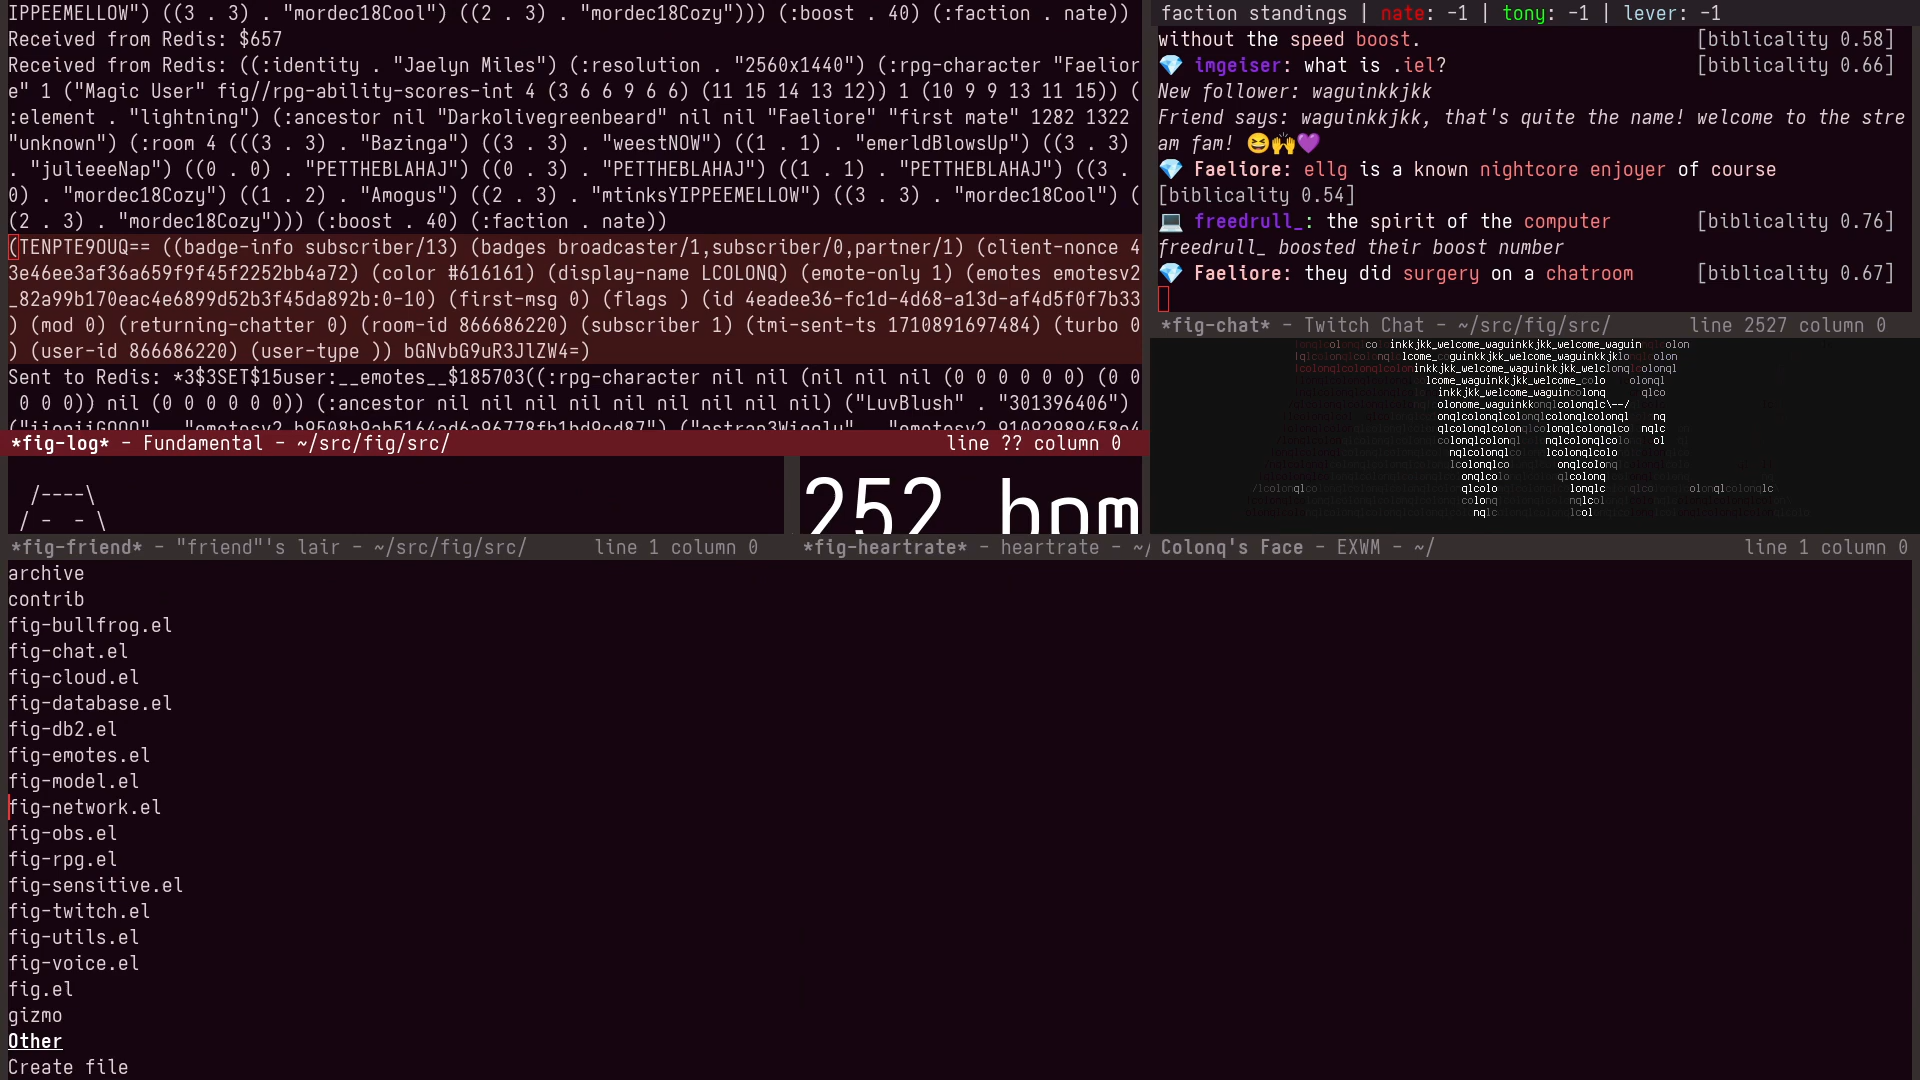 IPPEEMELLOW") ((3 . 3) . "mordec18Cool") ((2 . 3) . "mordec18Cozy"))) (:boost . 40) (:faction . nate))
Received from Redis: $657
Received from Redis: ((:identity . "Jaelyn Miles") (:resolution . "2560x1440") (:rpg-character "Faelior
e" 1 ("Magic User" fig//rpg-ability-scores-int 4 (3 6 6 9 6 6) (11 15 14 13 12)) 1 (10 9 9 13 11 15)) (
:element . "lightning") (:ancestor nil "Darkolivegreenbeard" nil nil "Faeliore" "first mate" 1282 1322
"unknown") (:room 4 (((3 . 3) . "Bazinga") ((3 . 3) . "weestNOW") ((1 . 1) . "emerldBlowsUp") ((3 . 3)
. "julieeeNap") ((0 . 0) . "PETTHEBLAHAJ") ((0 . 3) . "PETTHEBLAHAJ") ((1 . 1) . "PETTHEBLAHAJ") ((3 .
0) . "mordec18Cozy") ((1 . 2) . "Amogus") ((2 . 3) . "mtinksYIPPEEMELLOW") ((3 . 3) . "mordec18Cool") (
(2 . 3) . "mordec18Cozy"))) (:boost . 40) (:faction . nate))
(TENPTE9OUQ== ((badge-info subscriber/13) (badges broadcaster/1,subscriber/0,partner/1) (client-nonce 4
3e46ee3af36a659f9f45f2252bb4a72) (color #616161) (display-name LCOLONQ) (emote-only 1) (emotes emotesv2
_82a99b170eac4e6899d52b3f45da892b:0-10) (first-msg 0) (flags ) (id 4eadee36-fc1d-4d68-a13d-af4d5f0f7b33
) (mod 0) (returning-chatter 0) (room-id 866686220) (subscriber 1) (tmi-sent-ts 1710891697484) (turbo 0
) (user-id 866686220) (user-type )) bGNvbG9uR3JlZW4=)
Sent to Redis: *3$3SET$15user:__emotes__$185703((:rpg-character nil nil (nil nil nil (0 0 0 0 0 0) (0 0
0 0 0)) nil (0 0 0 0 0 0)) (:ancestor nil nil nil nil nil nil nil nil nil) ("LuvBlush" . "301396406")
*fig-log* - Fundamental - ~/src/fig/src/ line ?? column 0
faction standings | nate: -1 | tony: -1 | lever: -1
without the speed boost. [biblicality 0.58]
💎 imgeiser: what is .iel? [biblicality 0.66]
New follower: waguinkkjkk
Friend says: waguinkkjkk, that's quite the name! welcome to the stre
am fam! 😆🙌💜
💎 Faeliore: ellg is a known nightcore enjoyer of course
[biblicality 0.54]
💻 freedrull_: the spirit of the computer [biblicality 0.76]
freedrull_ boosted their boost number
💎 Faeliore: they did surgery on a chatroom [biblicality 0.67]
*fig-chat* - Twitch Chat - ~/src/fig/src/ line 2527 column 0
/----\
/ -  - \
*fig-friend* - "friend"'s lair - ~/src/fig/src/ line 1 column 0
252 bpm
*fig-heartrate* - heartrate - ~/
Colonq's Face - EXWM - ~/ line 1 column 0
archive
contrib
fig-bullfrog.el
fig-chat.el
fig-cloud.el
fig-database.el
fig-db2.el
fig-emotes.el
fig-model.el
fig-network.el
fig-obs.el
fig-rpg.el
fig-sensitive.el
fig-twitch.el
fig-utils.el
fig-voice.el
fig.el
gizmo
Other
Create file